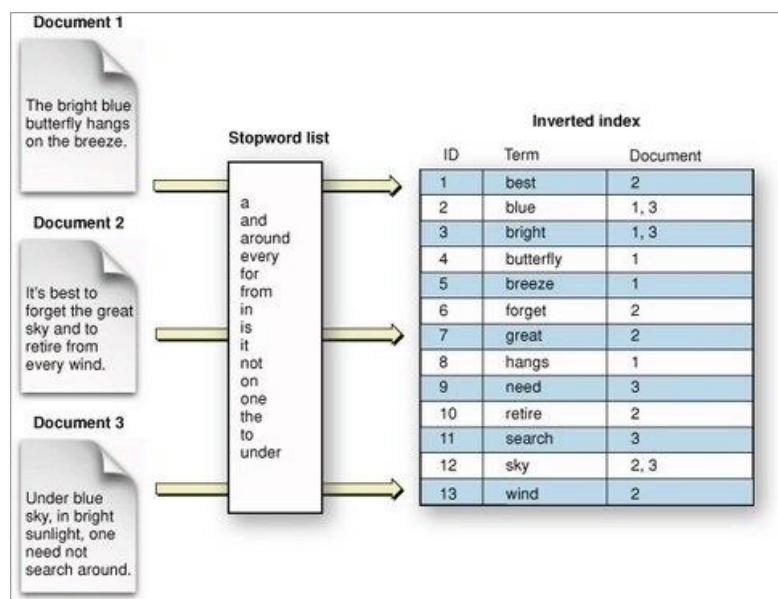 Document 1
The bright blue
butterfly hangs
on the breeze.
Document 2
It's best to
forget the great
sky and to
retire from
every wind.
Document 3
Under blue
sky, in bright
sunlight, one
need not
search around.
Stopword list
a
and
around
every
for
from
in
is
it
not
on
one
the
to
under
Inverted index
ID Term Document
1 best 2
2 blue 1, 3
3 bright 1, 3
4 butterfly 1
5 breeze 1
6 forget 2
7 great 2
8 hangs 1
9 need 3
10 retire 2
11 search 3
12 sky 2, 3
13 wind 2